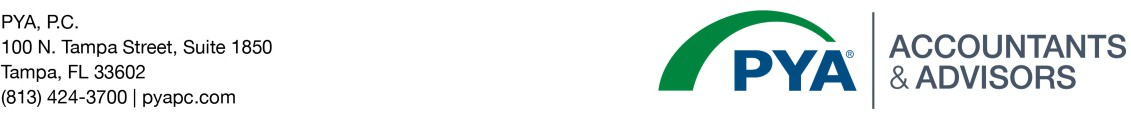 PYA, P.C.
100 N. Tampa Street, Suite 1850
Tampa, FL 33602
(813) 424-3700 | pyapc.com
PYA®
ACCOUNTANTS
& ADVISORS